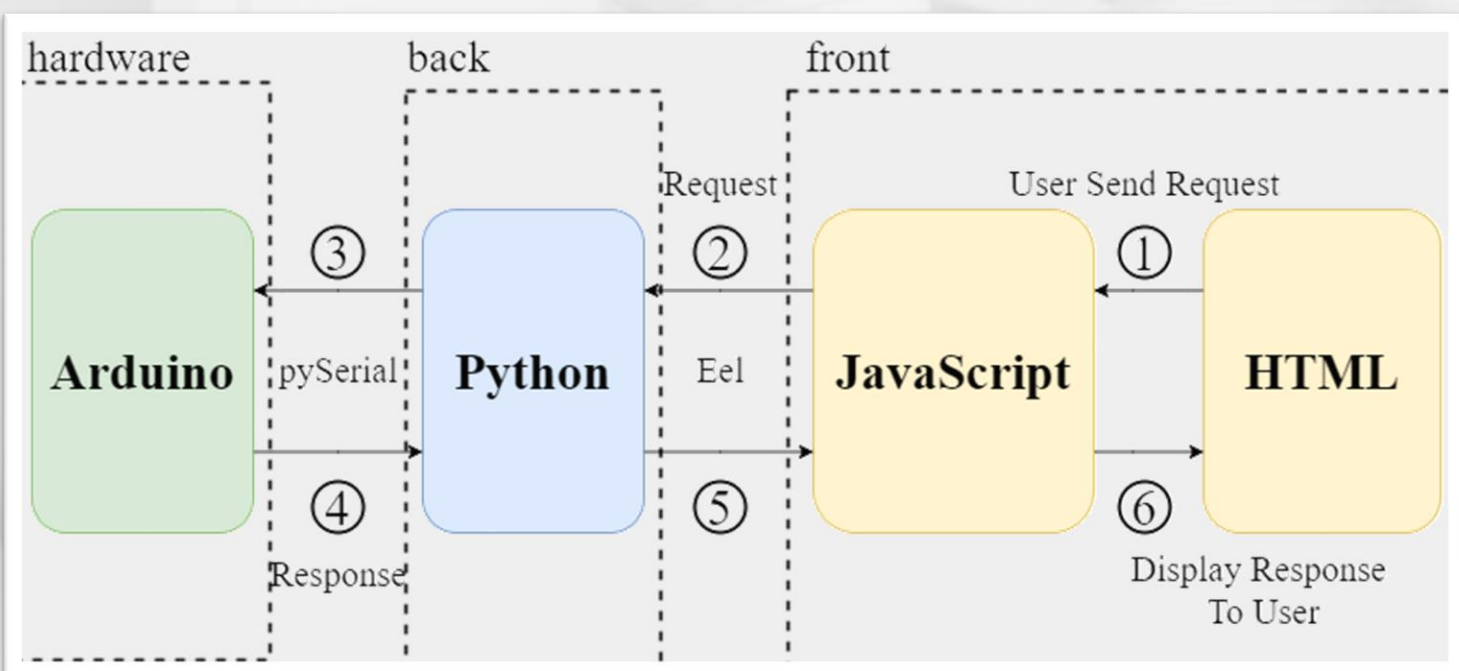 hardware
back
front
Request
User Send Request
③
②
①
Arduino
pySerial
Python
Eel
JavaScript
HTML
④
⑤
⑥
Response
Display Response
To User